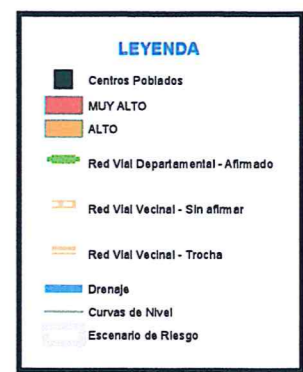 LEYENDA
Centros Poblados
MUY ALTO
ALTO
Red Vial Departamental - Afirmado
Red Vial Vecinal - Sin afirmar
Red Vial Vecinal - Trocha
Drenaje
Curvas de Nivel
Escenario de Riesgo